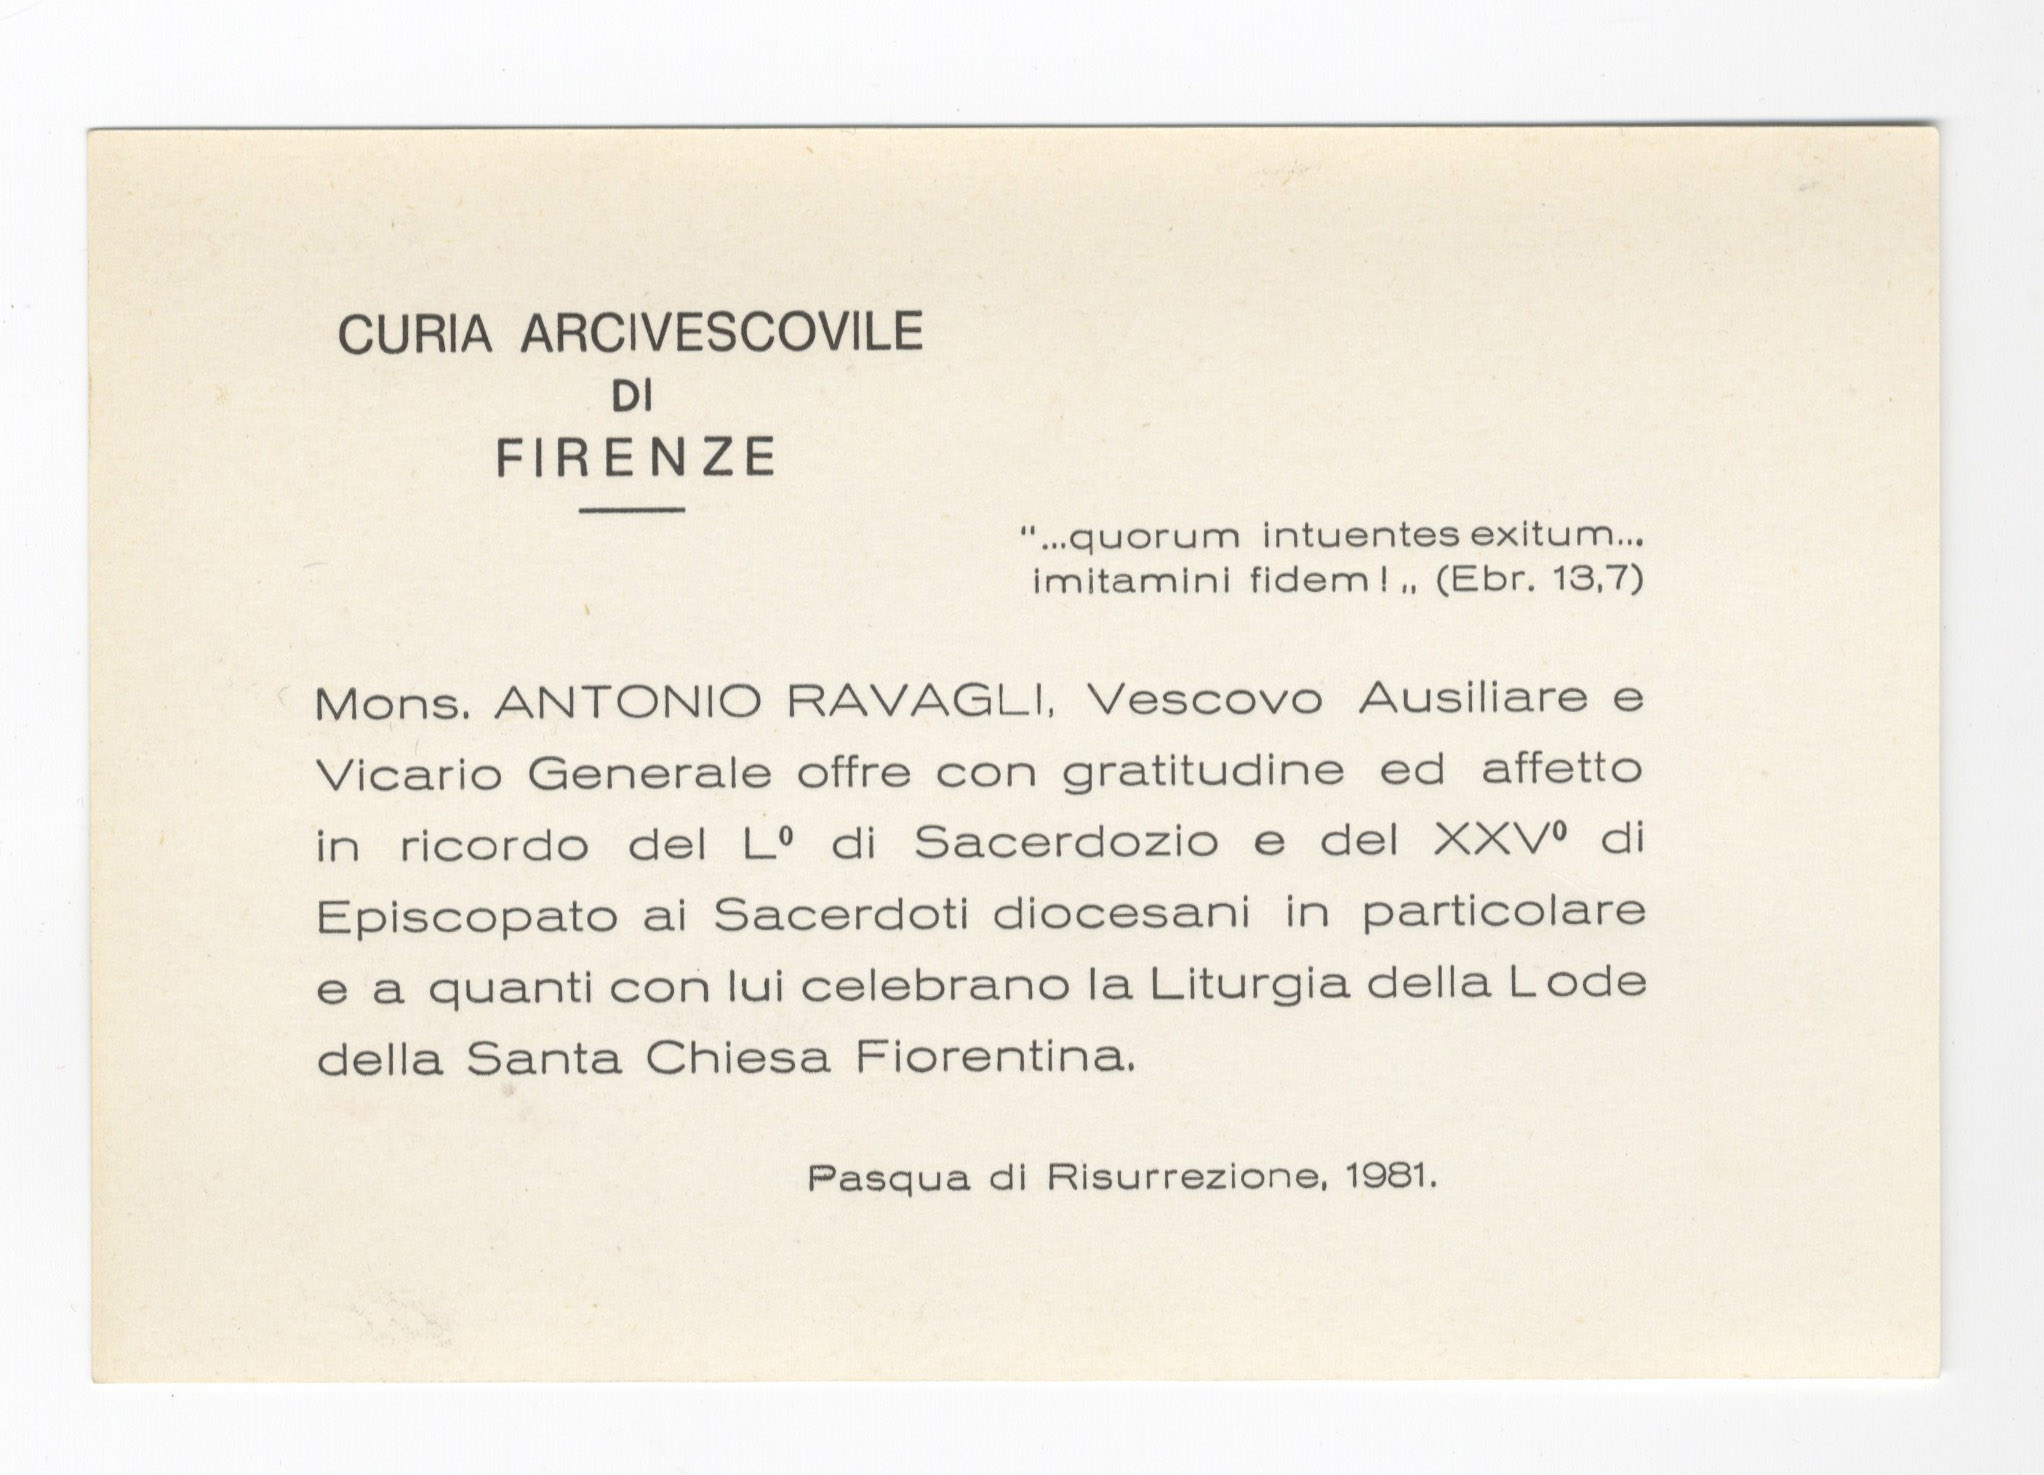 CURIA ARCIVESCOVILE
DI
FIRENZE
“...quorum intuentes exitum...
imitamini fidem! „ (Ebr. 13,7)
Mons. ANTONIO RAVAGLI, Vescovo Ausiliare e
Vicario Generale offre con gratitudine ed affetto
in ricordo del Lº di Sacerdozio e del XXVº di
Episcopato ai Sacerdoti diocesani in particolare
e a quanti con lui celebrano la Liturgia della Lode
della Santa Chiesa Fiorentina.
Pasqua di Risurrezione, 1981.